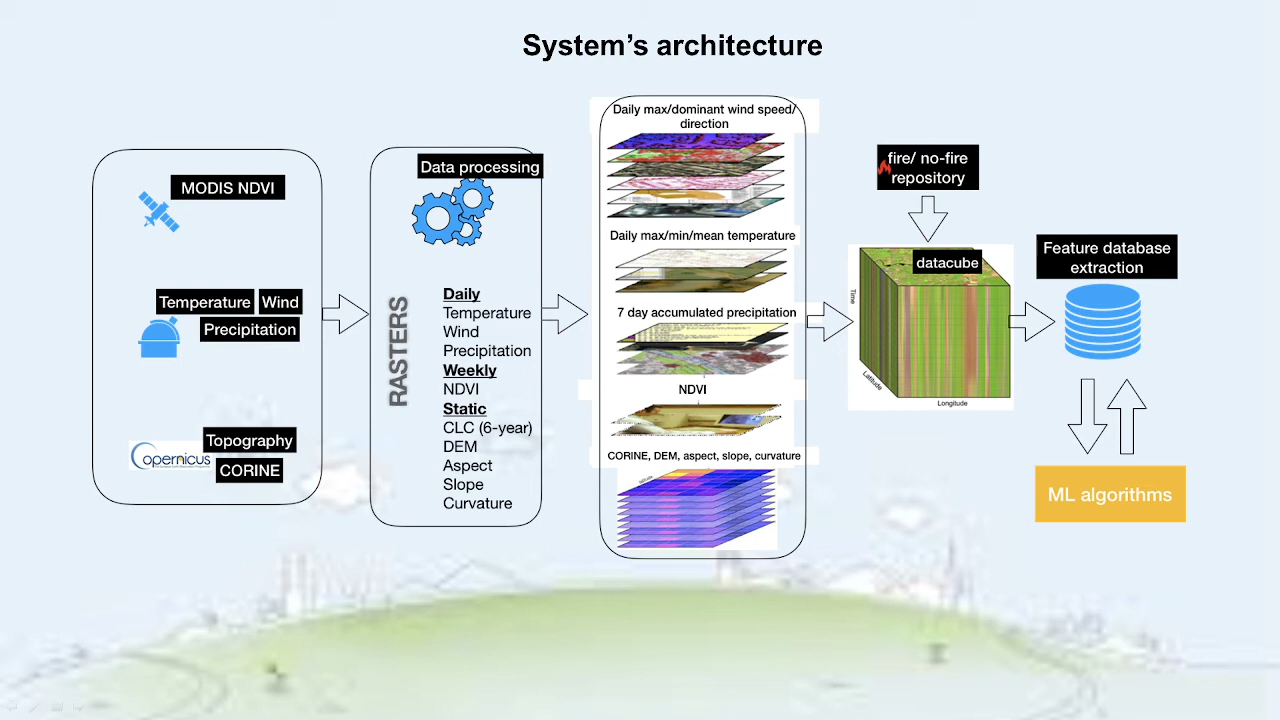 System’s architecture
MODIS NDVI
Temperature
Wind
Precipitation
opernicus
Topography
CORINE
Data processing
RASTERS
Daily
Temperature
Wind
Precipitation
Weekly
NDVI
Static
CLC (6-year)
DEM
Aspect
Slope
Curvature
Daily max/dominant wind speed/
direction
Daily max/min/mean temperature
7 day accumulated precipitation
NDVI
CORINE, DEM, aspect, slope, curvature
fire/ no-fire
repository
datacube
Time
Latitude
Longitude
Feature database
extraction
ML algorithms